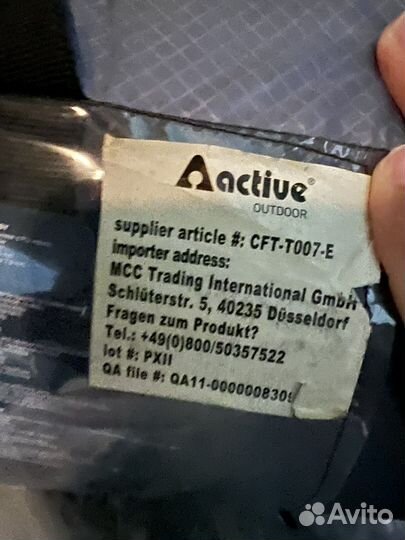 active®
OUTDOOR
supplier article #: CFT-T007-E
importer address:
MCC Trading International GmbH
Schlüterstr. 5, 40235 Düsseldorf
Fragen zum Produkt?
Tel.: +49(0)800/50357522
lot #: PXII
QA file #: QA11-0000008309
Avito